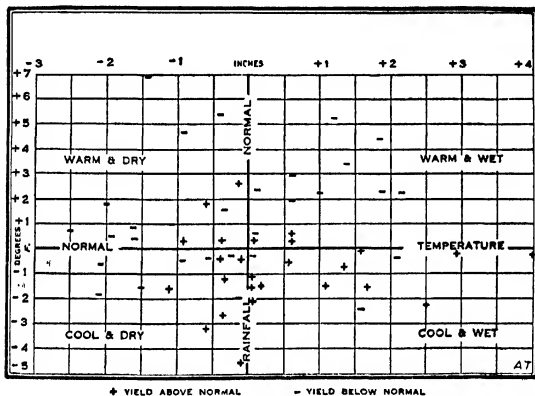 -3 -2 -1 INCHES +1 +2 +3 +4
+7
+6
+5
+4
+3
+2
+1
-1
-2
-3
-4
-5
DEGREES
NORMAL
WARM & DRY
WARM & WET
NORMAL
TEMPERATURE
RAINFALL
COOL & DRY
COOL & WET
AT
+ YIELD ABOVE NORMAL - YIELD BELOW NORMAL